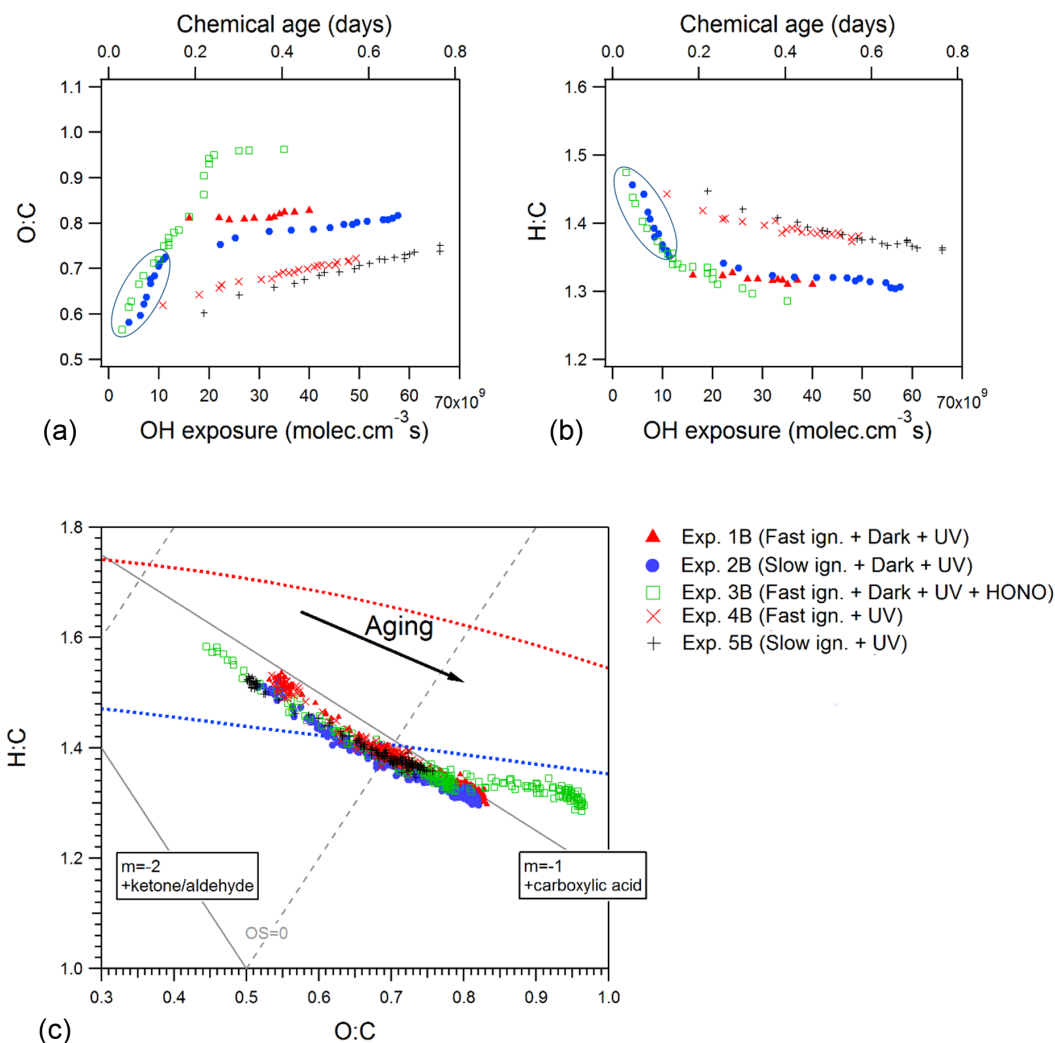 Chemical age (days)
0.0 0.2 0.4 0.6 0.8
1.1
1.0
0.9
0.8
0.7
0.6
0.5
O:C
0 10 20 30 40 50 60 70x10⁹
(a) OH exposure (molec.cm⁻³s)
Chemical age (days)
0.0 0.2 0.4 0.6 0.8
1.6
1.5
1.4
1.3
1.2
H:C
0 10 20 30 40 50 60 70x10⁹
(b) OH exposure (molec.cm⁻³s)
1.8
1.6
1.4
1.2
1.0
H:C
Aging
m=-2
+ketone/aldehyde
OS=0
m=-1
+carboxylic acid
0.3 0.4 0.5 0.6 0.7 0.8 0.9 1.0
(c) O:C
Exp. 1B (Fast ign. + Dark + UV)
Exp. 2B (Slow ign. + Dark + UV)
Exp. 3B (Fast ign. + Dark + UV + HONO)
Exp. 4B (Fast ign. + UV)
Exp. 5B (Slow ign. + UV)